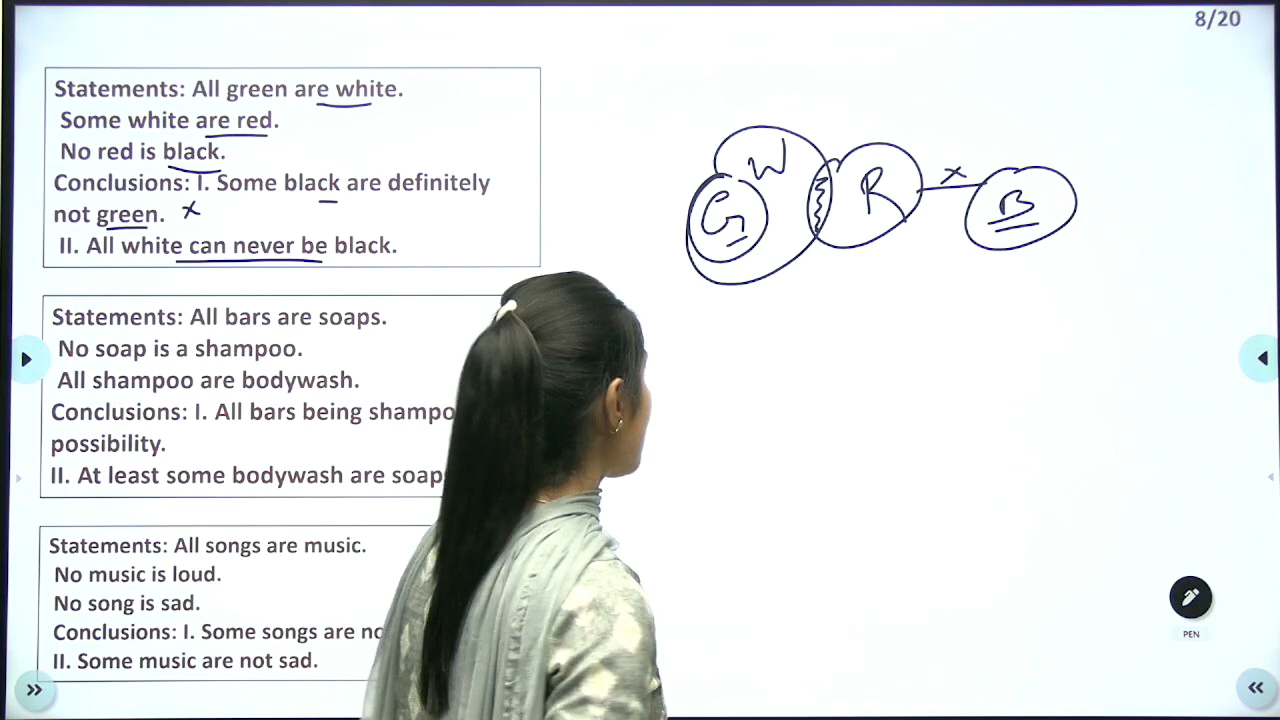 8/20
Statements: All green are white.
Some white are red.
No red is black.
Conclusions: I. Some black are definitely
not green. x
II. All white can never be black.
W
G
R
x
B
Statements: All bars are soaps.
No soap is a shampoo.
All shampoo are bodywash.
Conclusions: I. All bars being
possibility.
II. At least some bodywash are
Statements: All songs are music.
No music is loud.
No song is sad.
Conclusions: I. Some songs are
II. Some music are not sad.
PEN